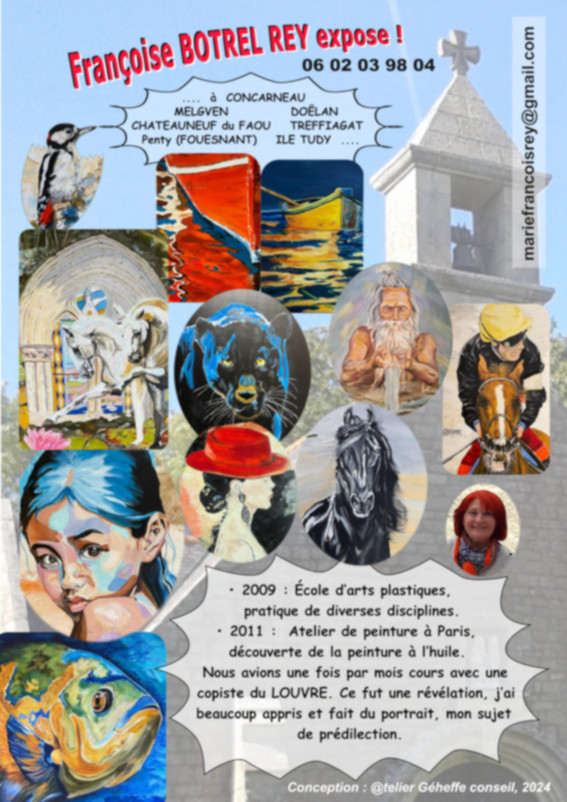 Françoise BOTREL REY expose !
06 02 03 98 04
mariefrancoisrey@gmail.com
.... à CONCARNEAU
MELGVEN DOËLAN
CHATEAUNEUF du FAOU TREFFIAGAT
Penty (FOUESNANT) ILE TUDY ....
• 2009 : École d'arts plastiques,
pratique de diverses disciplines.
• 2011 : Atelier de peinture à Paris,
découverte de la peinture à l'huile.
Nous avions une fois par mois cours avec une
copiste du LOUVRE. Ce fut une révélation, j'ai
beaucoup appris et fait du portrait, mon sujet
de prédilection.
Conception : @telier Géheffe conseil, 2024